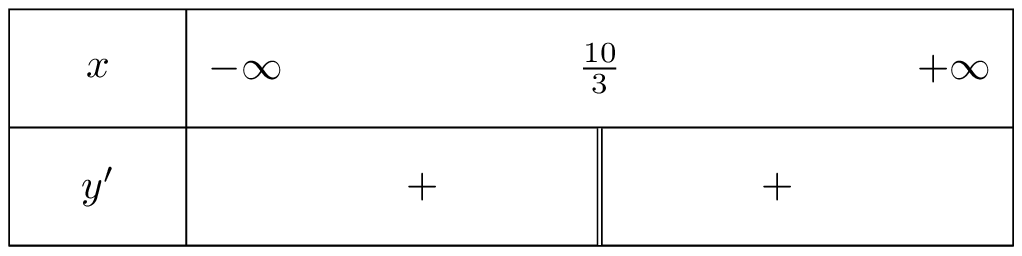 x −∞ 10/3 +∞
y′ + +